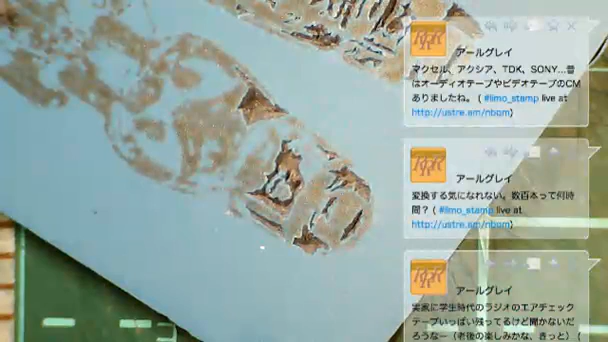 アールグレイ
マクセル、アクシア、TDK、SONY...昔
はオーディオテープやビデオテープのCM
ありましたね。 ( #limo_stamp live at
http://ustre.am/nbqm)
アールグレイ
変換する気になれない。数百本って何時
間？ ( #limo_stamp live at
http://ustre.am/nbqm)
アールグレイ
実家に学生時代のラジオのエアチェック
テープいっぱい残ってるけど聞かないだ
ろうなー（老後の楽しみかな、きっと） (